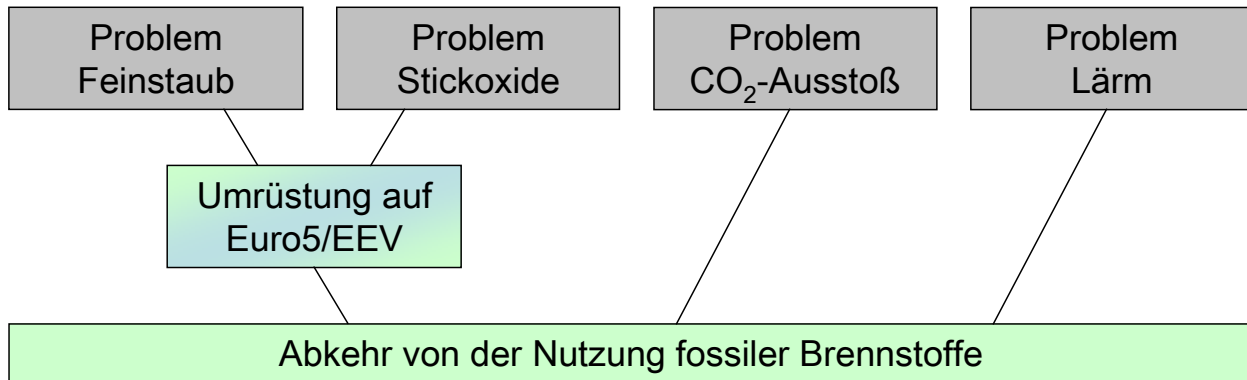 Problem
Feinstaub
Problem
Stickoxide
Problem
CO₂-Ausstoß
Problem
Lärm
Umrüstung auf
Euro5/EEV
Abkehr von der Nutzung fossiler Brennstoffe